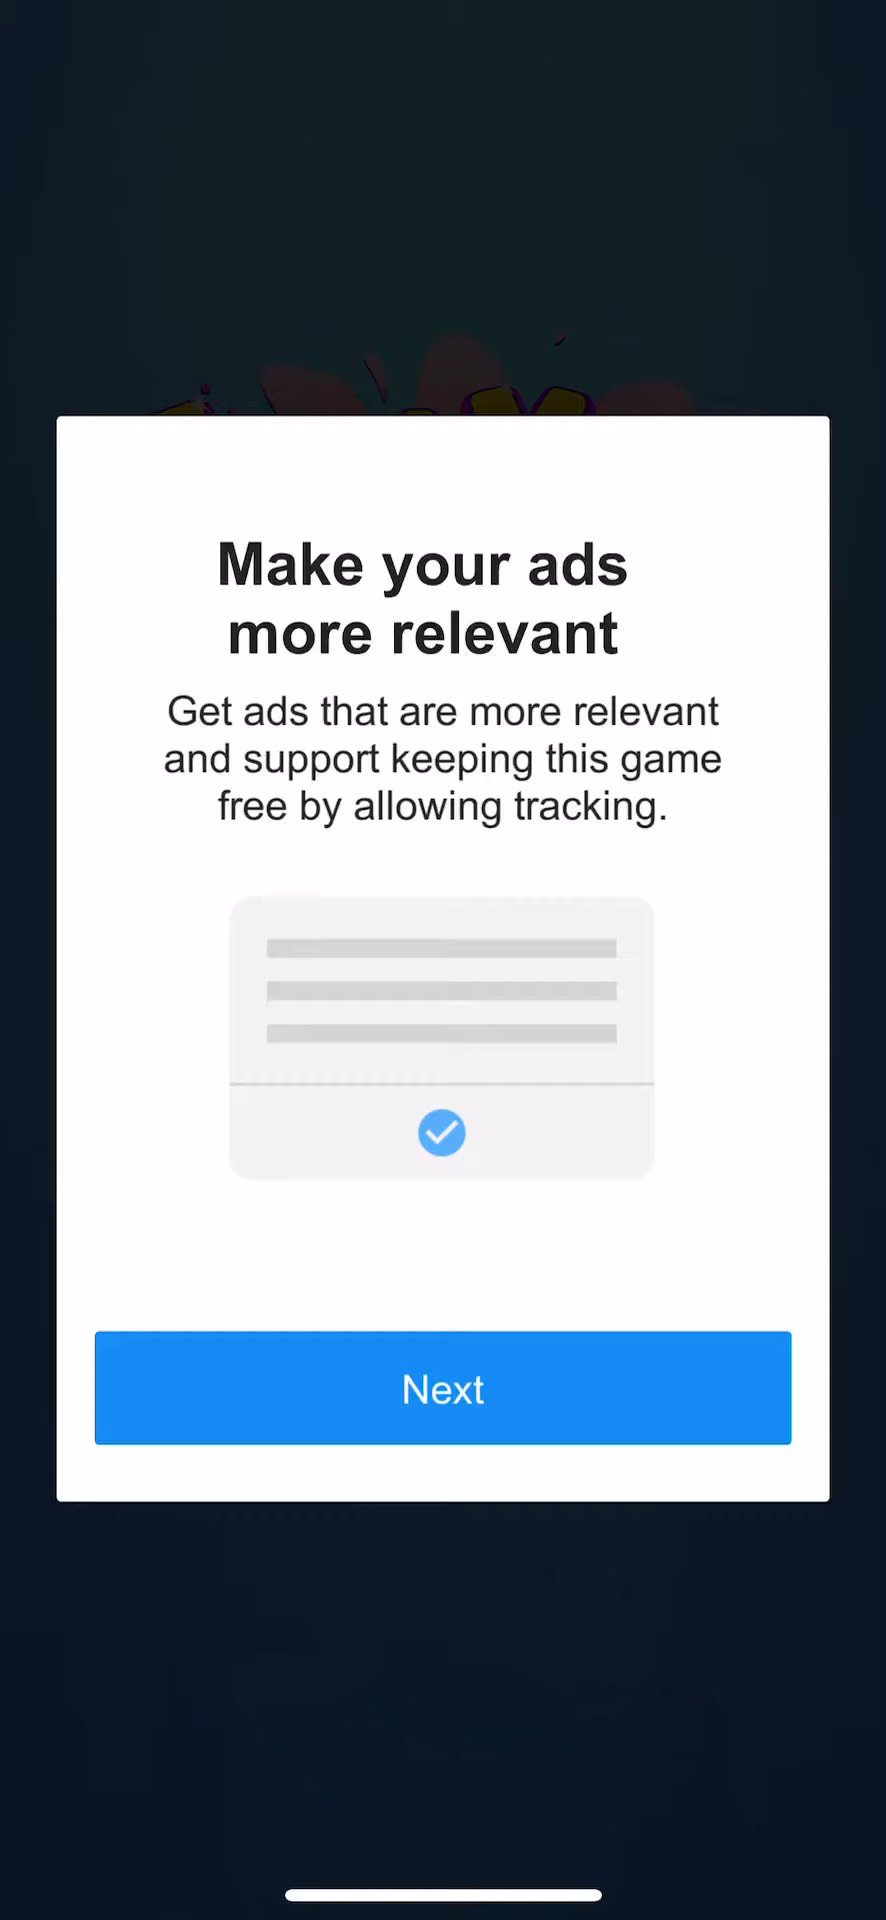 Make your ads
more relevant
Get ads that are more relevant
and support keeping this game
free by allowing tracking.
Next